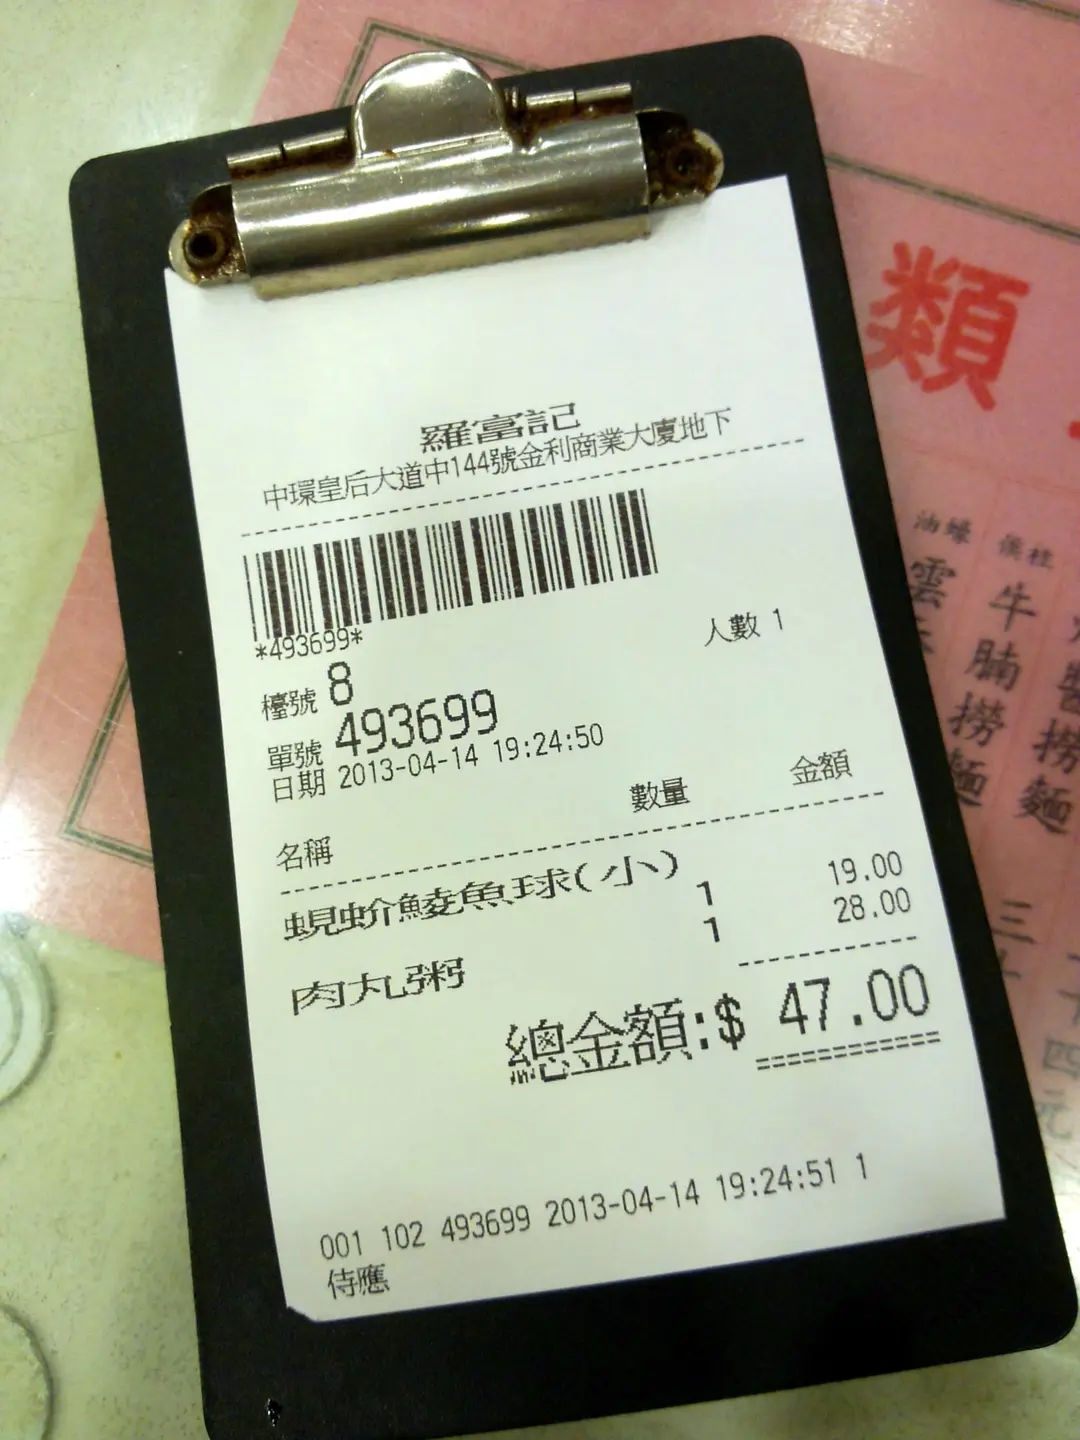 羅富記
中環皇后大道中144號金利商業大廈地下
*493699*
人數 1
檯號 8
單號 493699
日期 2013-04-14 19:24:50
名稱 數量 金額
蜆蚧鯪魚球(小) 1 19.00
肉丸粥 1 28.00
總金額:$ 47.00
001 102 493699 2013-04-14 19:24:51 1
侍應
類
蠔油
桂侯
牛腩撈麵